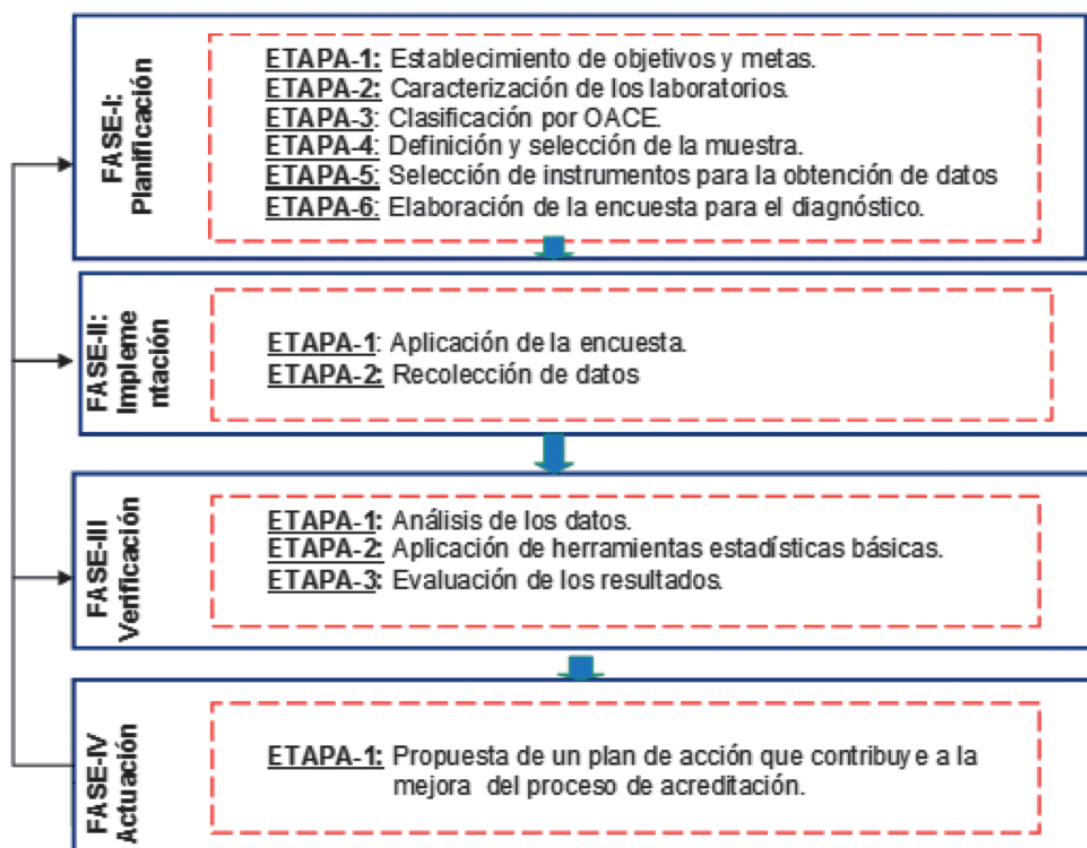 FASE-I:
Planificación
ETAPA-1: Establecimiento de objetivos y metas.
ETAPA-2: Caracterización de los laboratorios.
ETAPA-3: Clasificación por OACE.
ETAPA-4: Definición y selección de la muestra.
ETAPA-5: Selección de instrumentos para la obtención de datos
ETAPA-6: Elaboración de la encuesta para el diagnóstico.
FASE-II:
Impleme
ntación
ETAPA-1: Aplicación de la encuesta.
ETAPA-2: Recolección de datos
FASE-III
Verificación
ETAPA-1: Análisis de los datos.
ETAPA-2: Aplicación de herramientas estadísticas básicas.
ETAPA-3: Evaluación de los resultados.
FASE-IV
Actuación
ETAPA-1: Propuesta de un plan de acción que contribuye a la
mejora del proceso de acreditación.